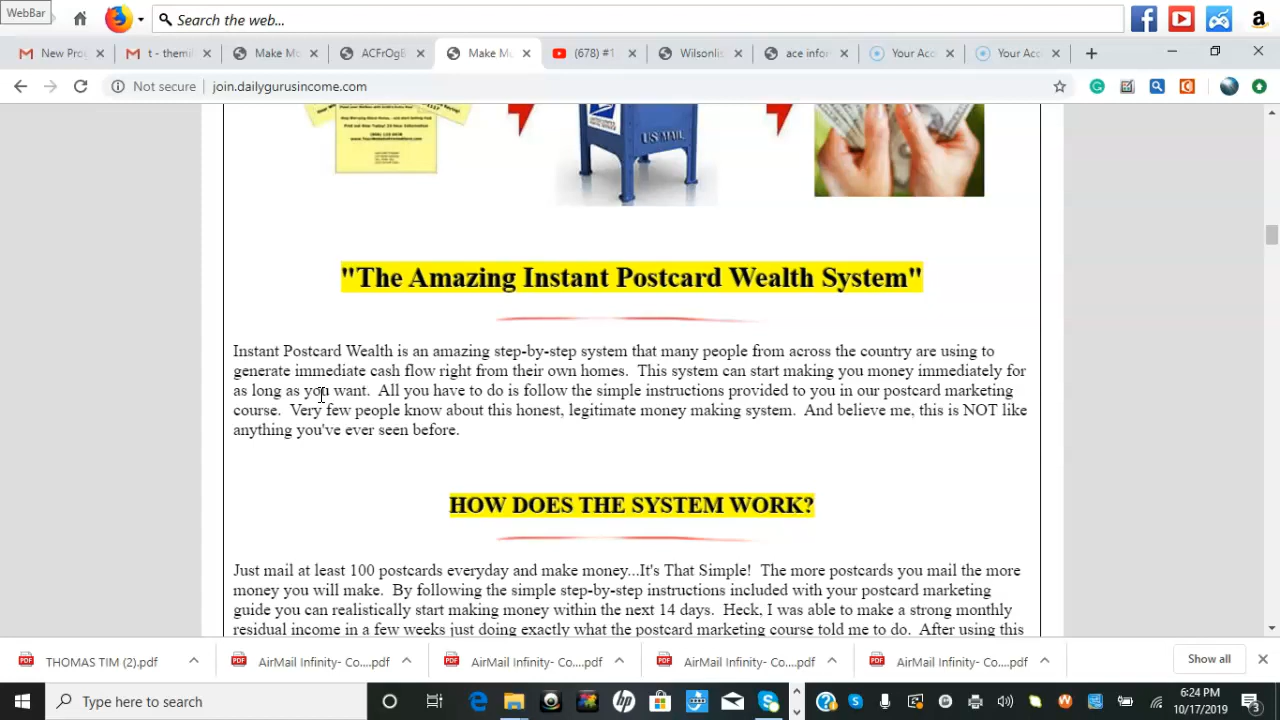 WebBar
Search the web...
New Pro
t - themu
Make Mo
ACFrOgB
Make Mo
(678) #1
Wilsonlis
ace infor
Your Acc
Your Acc
Not secure
join.dailygurusincome.com
US MAIL
"The Amazing Instant Postcard Wealth System"
Instant Postcard Wealth is an amazing step-by-step system that many people from across the country are using to
generate immediate cash flow right from their own homes. This system can start making you money immediately for
as long as you want. All you have to do is follow the simple instructions provided to you in our postcard marketing
course. Very few people know about this honest, legitimate money making system. And believe me, this is NOT like
anything you've ever seen before.
HOW DOES THE SYSTEM WORK?
Just mail at least 100 postcards everyday and make money...It's That Simple! The more postcards you mail the more
money you will make. By following the simple step-by-step instructions included with your postcard marketing
guide you can realistically start making money within the next 14 days. Heck, I was able to make a strong monthly
residual income in a few weeks just doing exactly what the postcard marketing course told me to do. After using this
THOMAS TIM (2).pdf
AirMail Infinity- Co....pdf
AirMail Infinity- Co....pdf
AirMail Infinity- Co....pdf
AirMail Infinity- Co....pdf
Show all
Type here to search
6:24 PM
10/17/2019